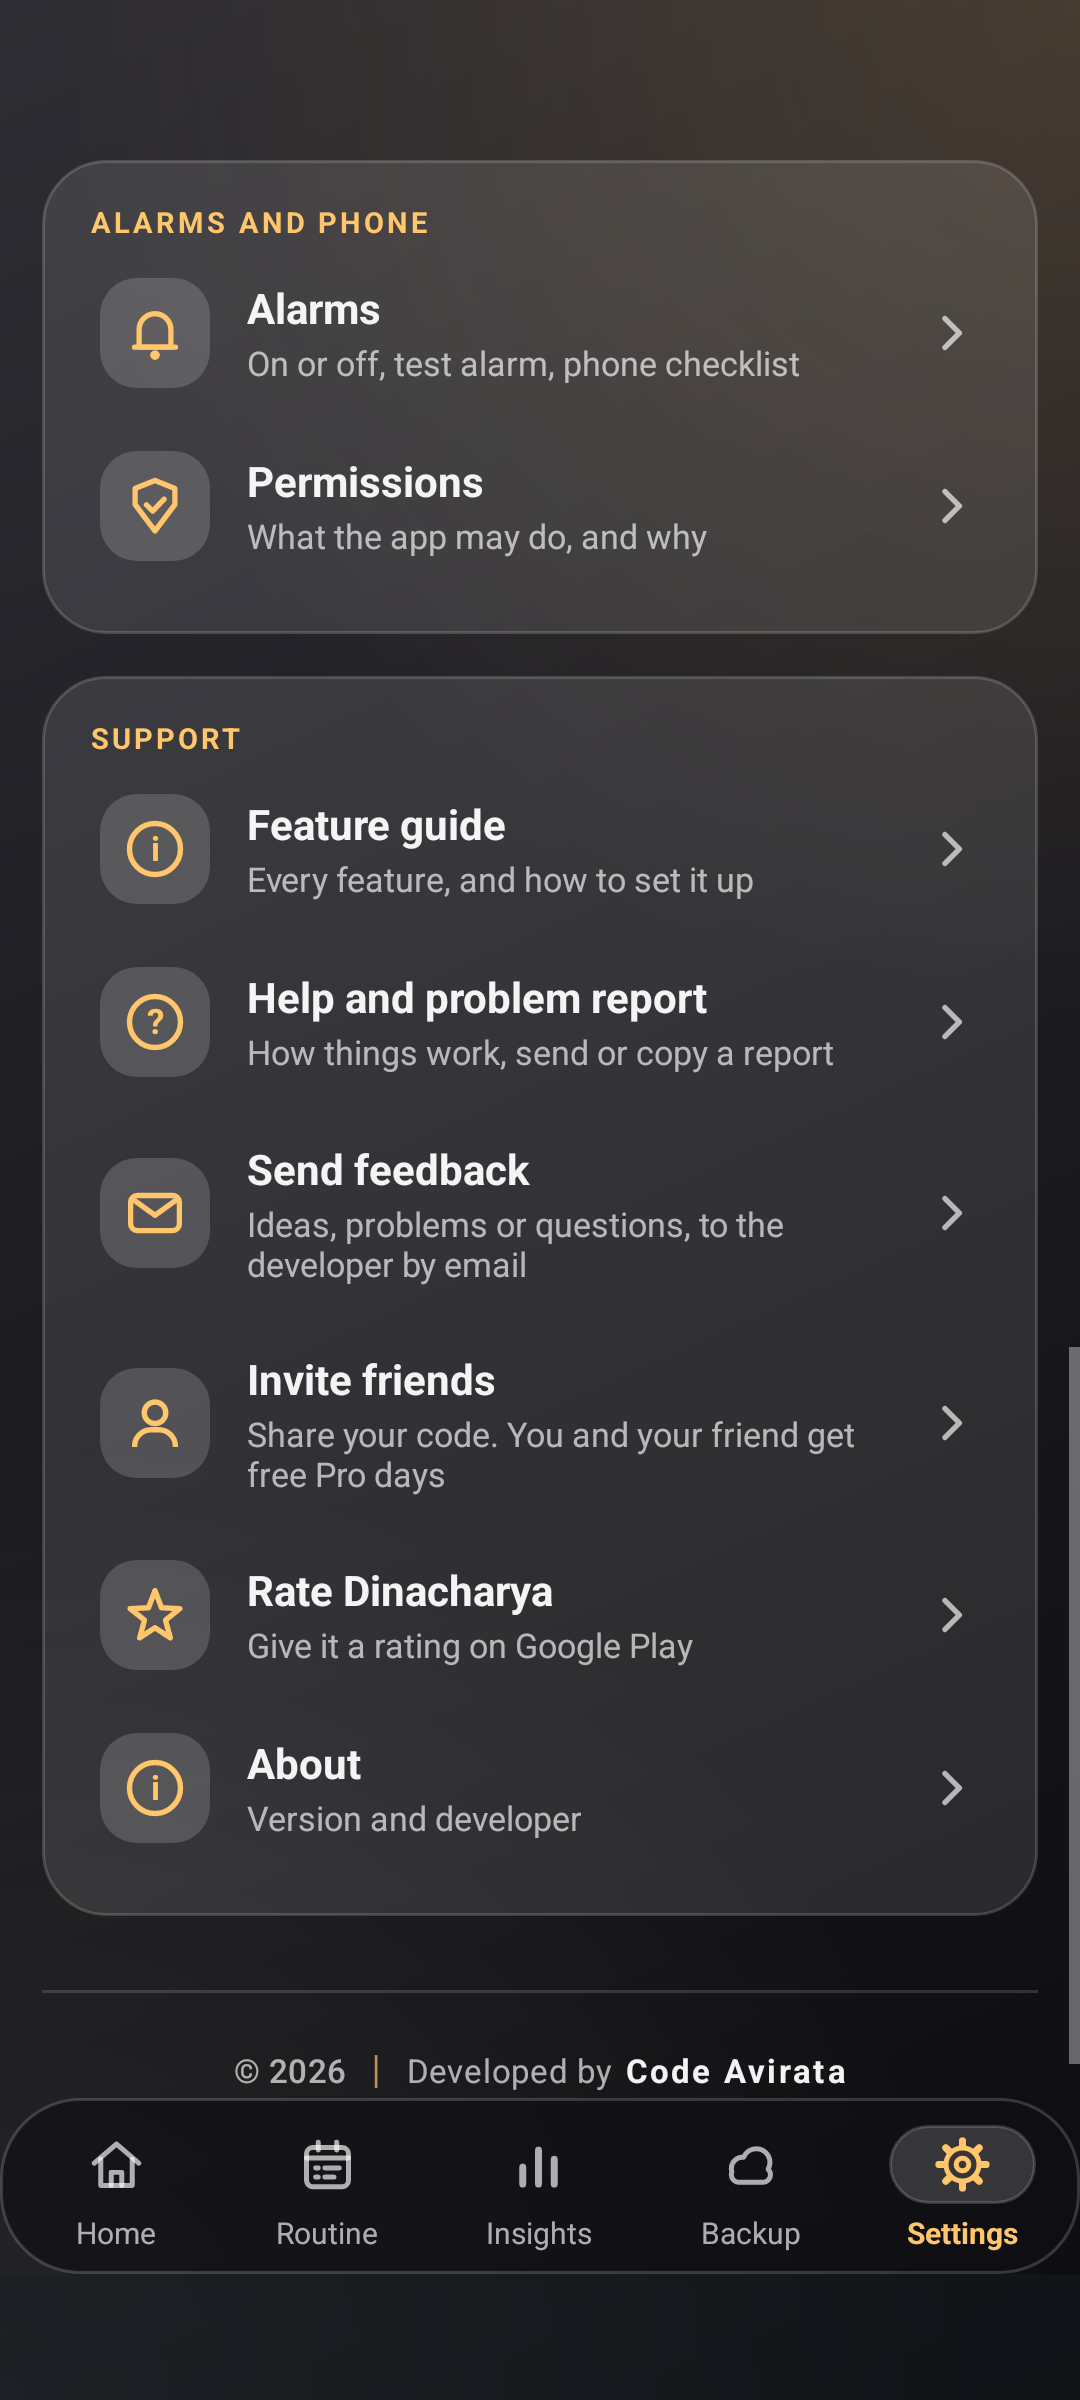 ALARMS AND PHONE
Alarms
On or off, test alarm, phone checklist
Permissions
What the app may do, and why
SUPPORT
Feature guide
Every feature, and how to set it up
Help and problem report
How things work, send or copy a report
Send feedback
Ideas, problems or questions, to the
developer by email
Invite friends
Share your code. You and your friend get
free Pro days
Rate Dinacharya
Give it a rating on Google Play
About
Version and developer
© 2026 | Developed by Code Avirata
Home Routine Insights Backup Settings